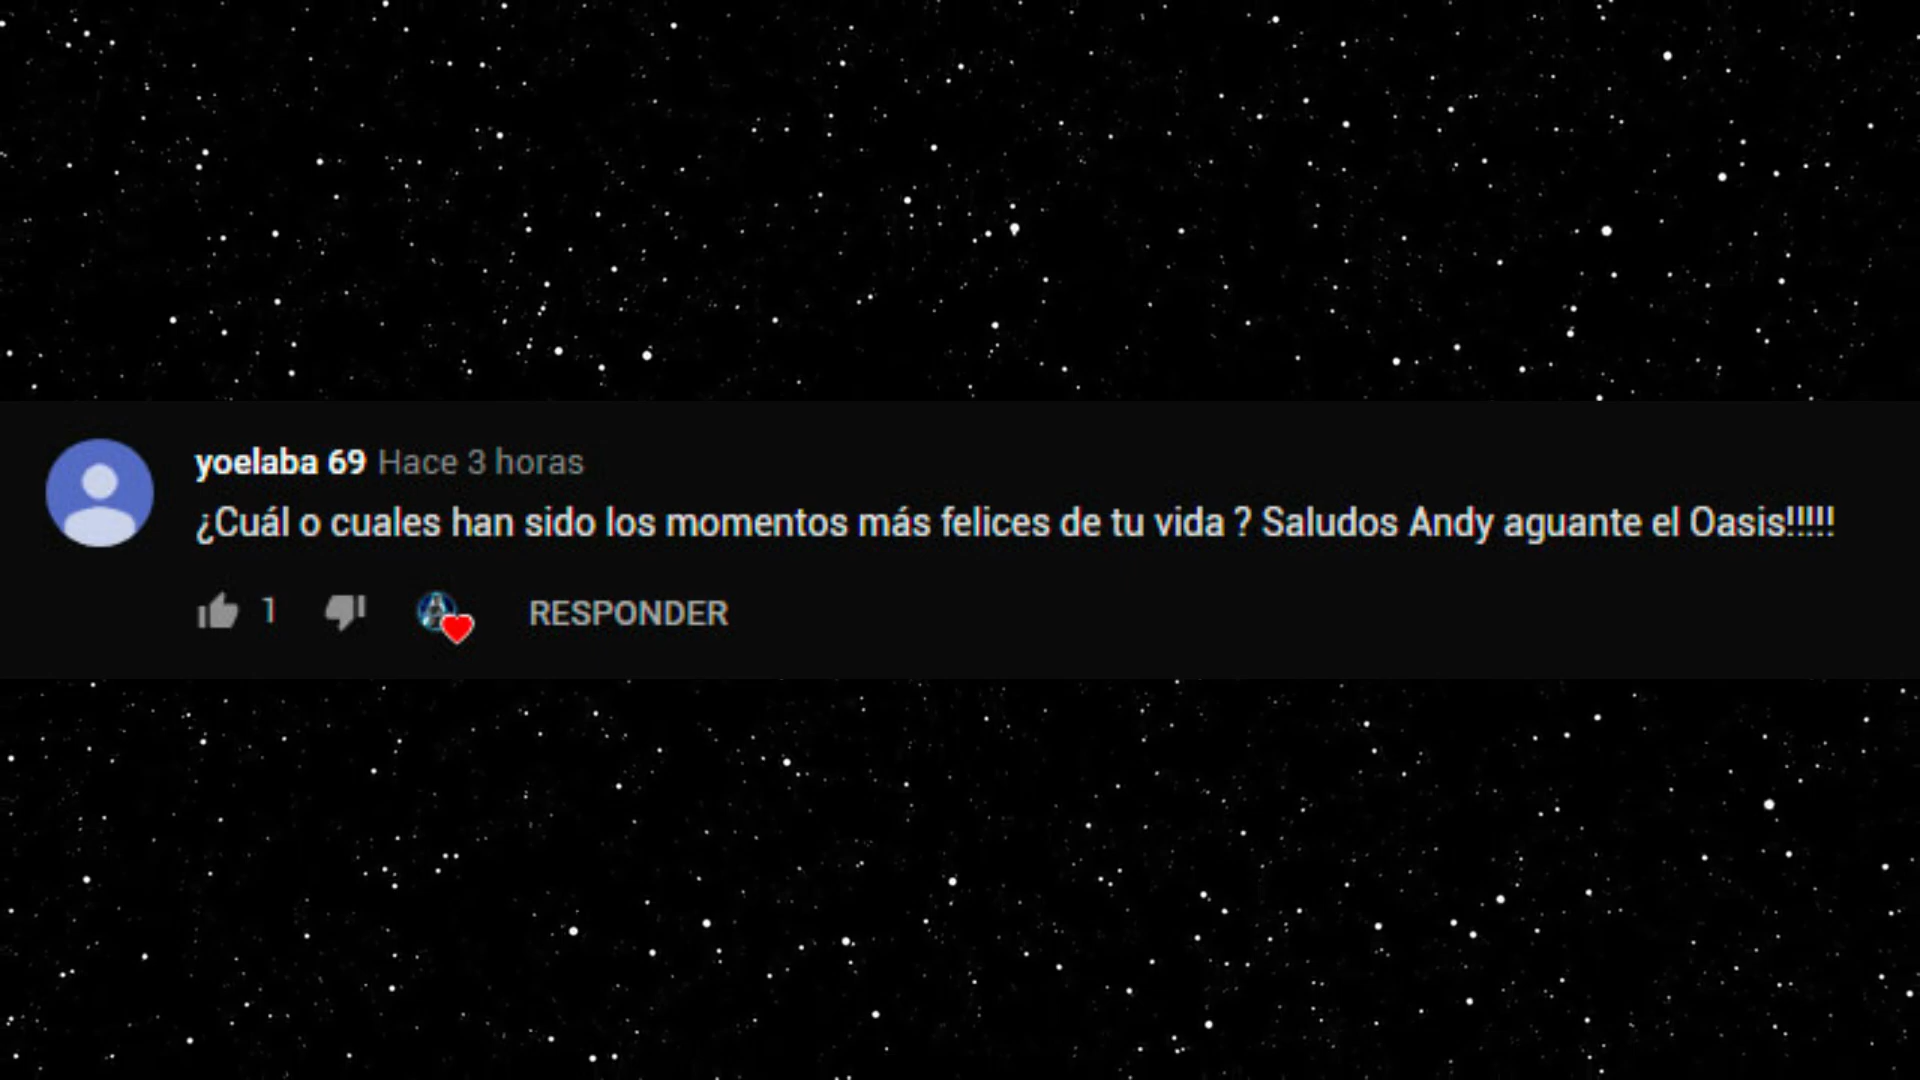 yoelaba 69 Hace 3 horas
¿Cuál o cuales han sido los momentos más felices de tu vida ? Saludos Andy aguante el Oasis!!!!!
1 RESPONDER